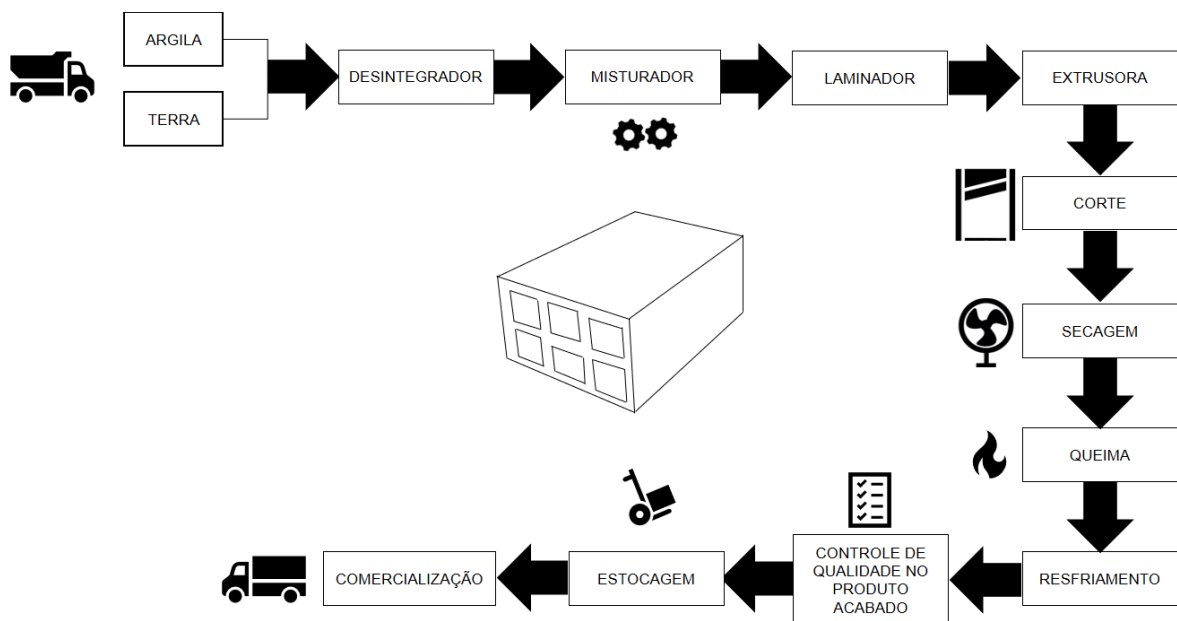 ARGILA
TERRA
DESINTEGRADOR
MISTURADOR
LAMINADOR
EXTRUSORA
CORTE
SECAGEM
QUEIMA
RESFRIAMENTO
CONTROLE DE
QUALIDADE NO
PRODUTO
ACABADO
ESTOCAGEM
COMERCIALIZAÇÃO